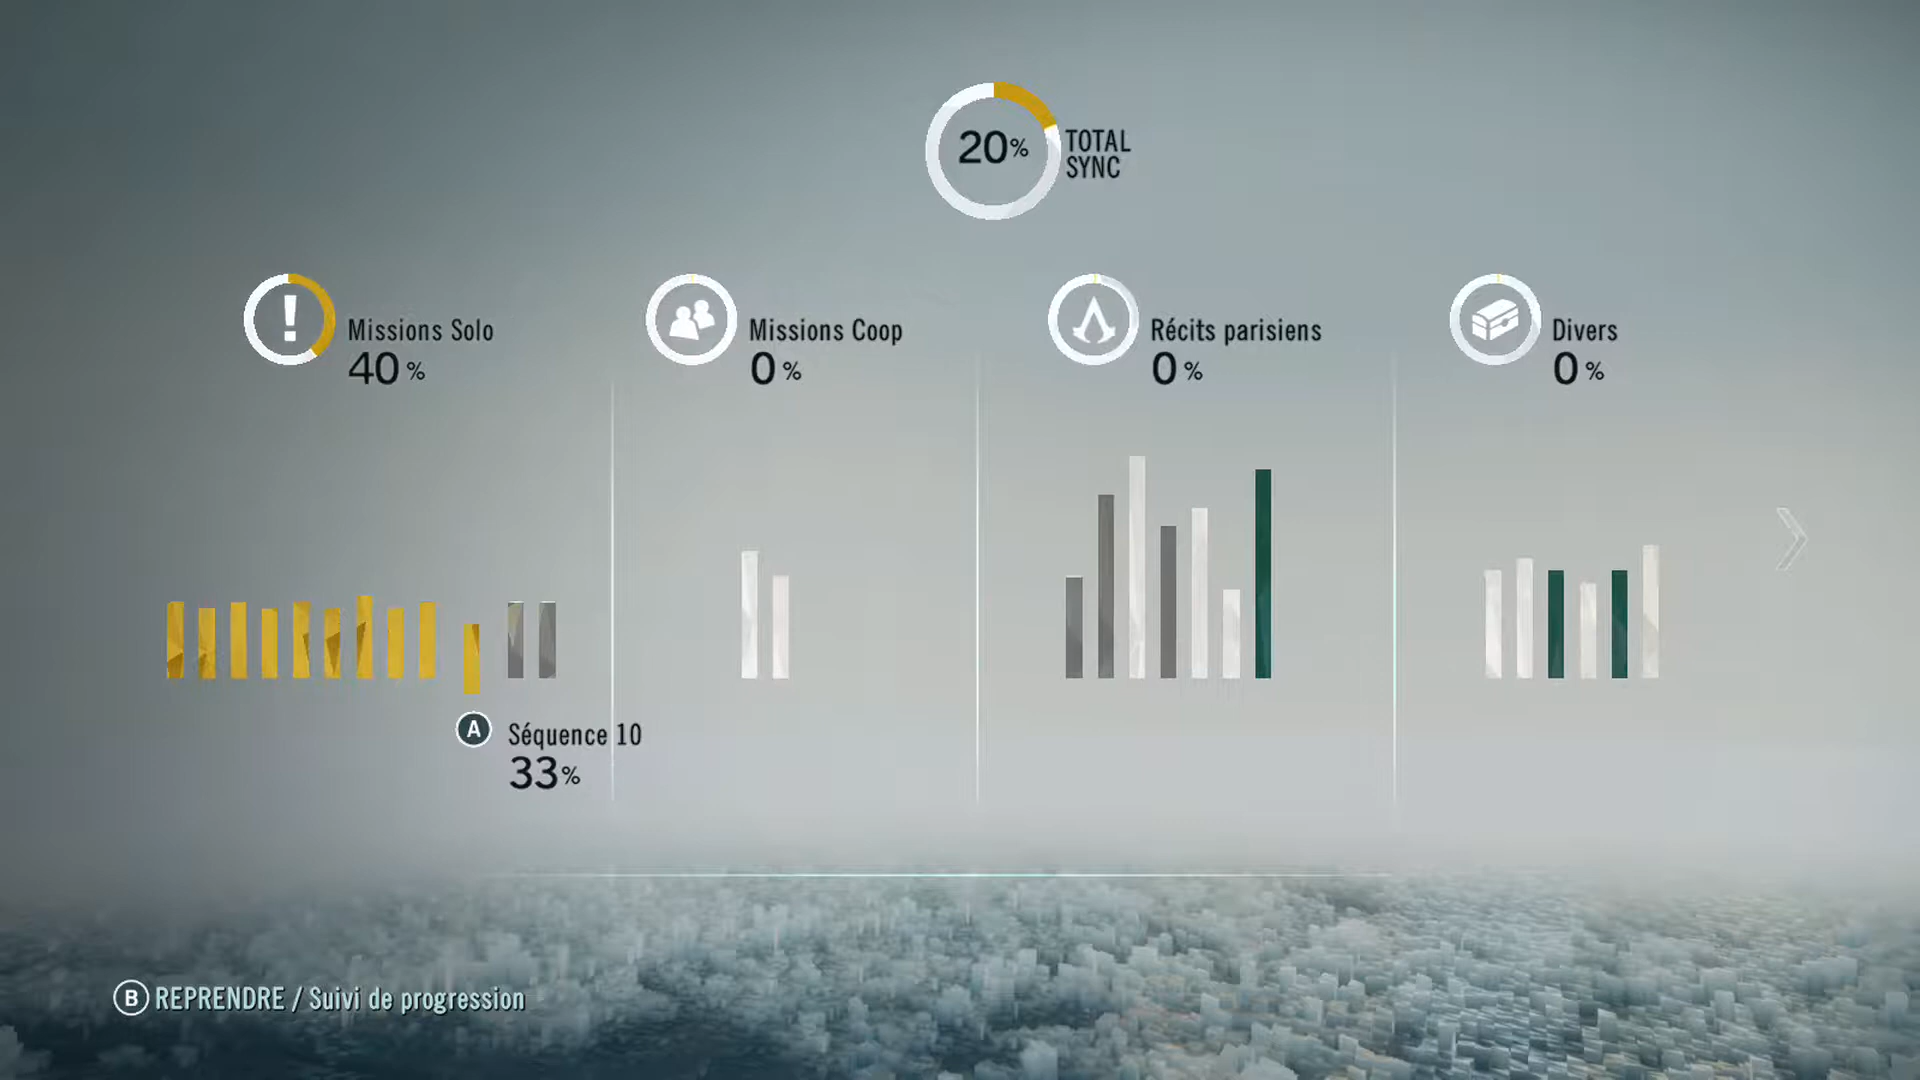 20%
TOTAL
SYNC
Missions Solo
40 %
Missions Coop
0 %
Récits parisiens
0 %
Divers
0 %
A Séquence 10
33%
B REPRENDRE / Suivi de progression